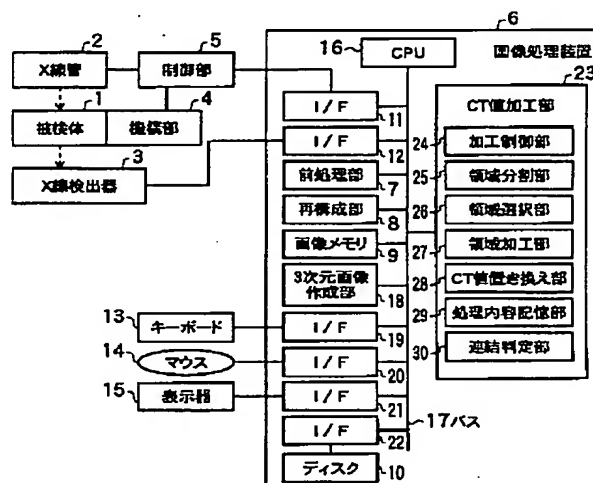 6
2
5
16
CPU
画像処理装置
X線管
制御部
23
1
4
I/F
CT値加工部
被検体
機構部
11
24
加工制御部
3
I/F
12
X線検出器
前処理部
7
25
領域分割部
再構成部
8
26
領域選択部
画像メモリ
9
27
領域加工部
3次元画像
作成部
18
28
CT値置き換え部
13
キーボード
I/F
19
29
処理内容記憶部
14
マウス
I/F
20
30
連結判定部
15
表示器
I/F
21
17バス
I/F
22
ディスク
10